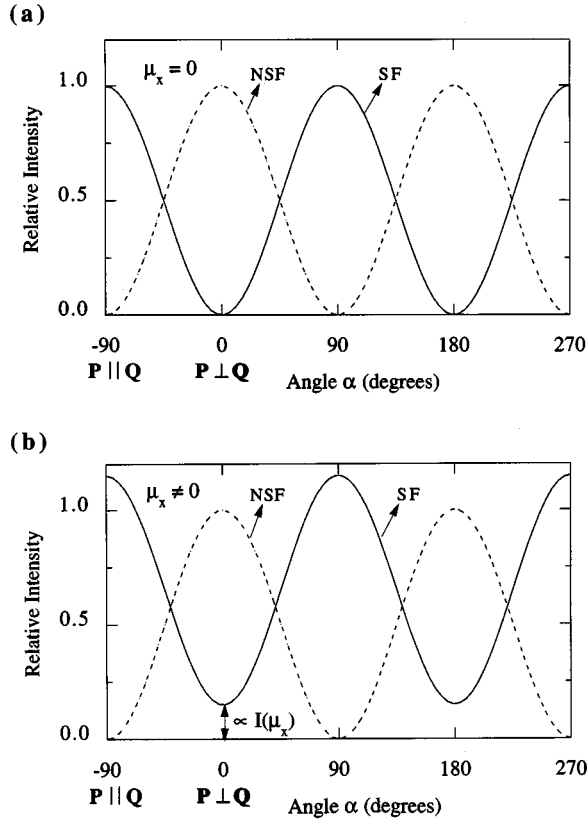 (a)
μx = 0
NSF
SF
1.0
0.5
0.0
Relative Intensity
-90
0
90
180
270
P || Q
P ⊥ Q
Angle α (degrees)
(b)
μx ≠ 0
NSF
SF
1.0
0.5
0.0
Relative Intensity
∝ I(μx)
-90
0
90
180
270
P || Q
P ⊥ Q
Angle α (degrees)